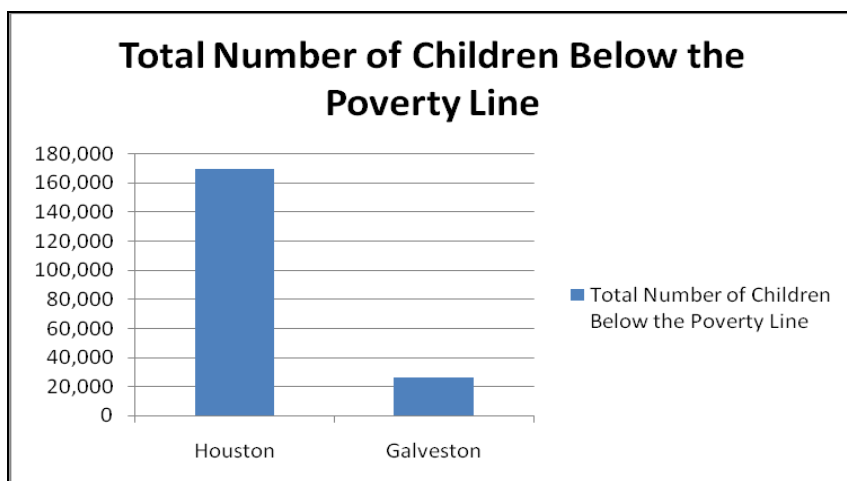 Total Number of Children Below the
Poverty Line
180,000
160,000
140,000
120,000
100,000
80,000
60,000
40,000
20,000
0
Houston
Galveston
Total Number of Children
Below the Poverty Line